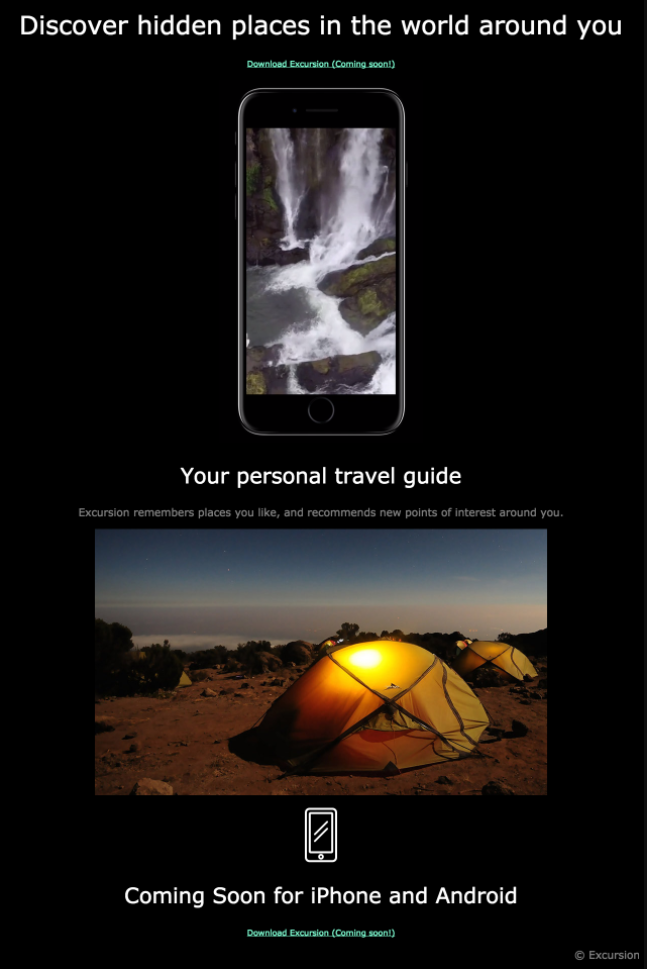 Discover hidden places in the world around you
Download Excursion (Coming soon!)
Your personal travel guide
Excursion remembers places you like, and recommends new points of interest around you.
Coming Soon for iPhone and Android
Download Excursion (Coming soon!)
© Excursion